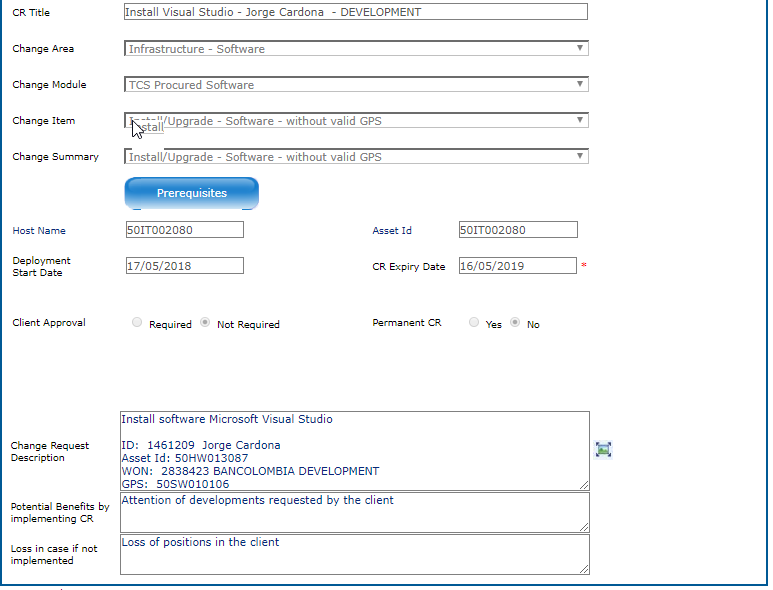 CR Title Install Visual Studio - Jorge Cardona - DEVELOPMENT
Change Area Infrastructure - Software
Change Module TCS Procured Software
Change Item Install/Upgrade - Software - without valid GPS
Install
Change Summary Install/Upgrade - Software - without valid GPS
Prerequisites
Host Name 50IT002080 Asset Id 50IT002080
Deployment
Start Date 17/05/2018 CR Expiry Date 16/05/2019 *
Client Approval Required Not Required Permanent CR Yes No
Change Request
Description
Install software Microsoft Visual Studio
ID: 1461209 Jorge Cardona
Asset Id: 50HW013087
WON: 2838423 BANCOLOMBIA DEVELOPMENT
GPS: 50SW010106
Potential Benefits by
implementing CR
Attention of developments requested by the client
Loss in case if not
implemented
Loss of positions in the client